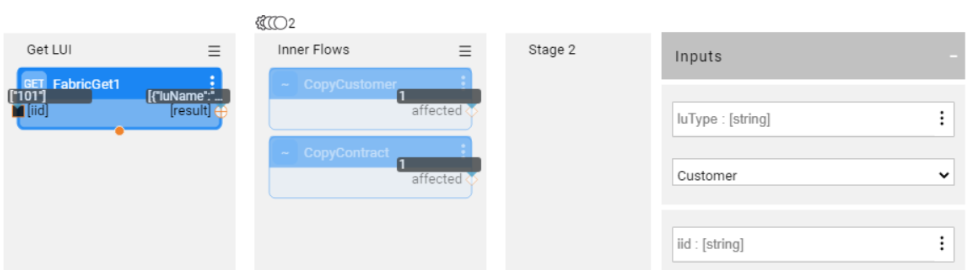 2
Get LUI
Inner Flows
Stage 2
Inputs
GET FabricGet1
["101"]
[{"luName":"...
[iid]
[result]
CopyCustomer
1
affected
CopyContract
1
affected
luType : [string]
Customer
iid : [string]